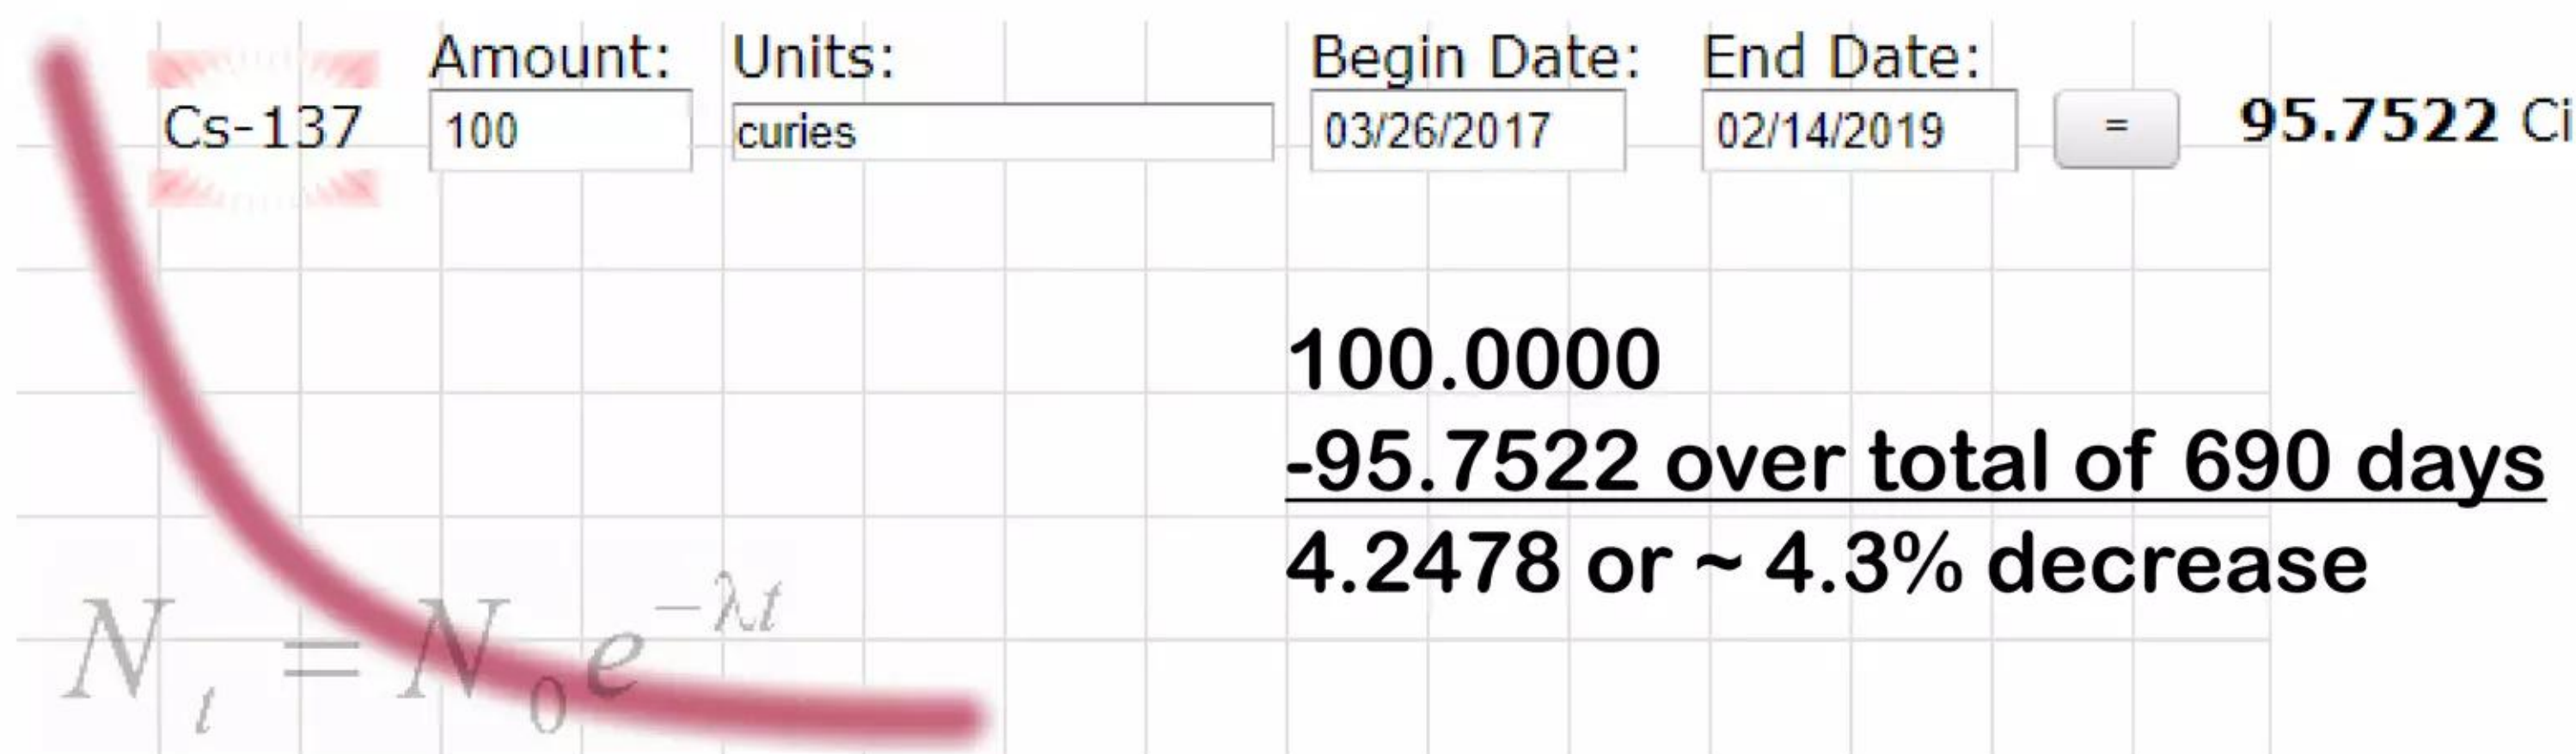 Amount: Units: Begin Date: End Date:
Cs-137 100 curies 03/26/2017 02/14/2019 = 95.7522 Ci
100.0000
-95.7522 over total of 690 days
4.2478 or ~ 4.3% decrease
N t = N 0 e −λt